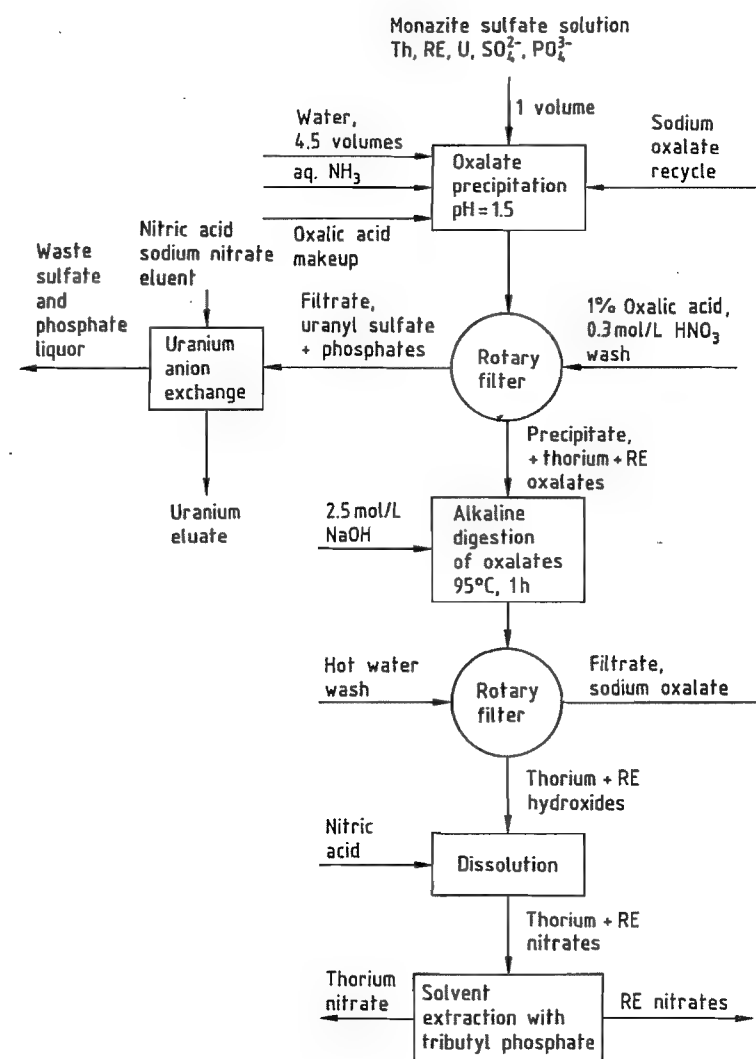 Monazite sulfate solution
Th, RE, U, SO₄²⁻, PO₄³⁻
1 volume
Water,
4.5 volumes
aq. NH₃
Oxalic acid
makeup
Sodium
oxalate
recycle
Oxalate
precipitation
pH = 1.5
Nitric acid
sodium nitrate
eluent
Waste
sulfate
and
phosphate
liquor
Uranium
anion
exchange
Filtrate,
uranyl sulfate
+ phosphates
Rotary
filter
1% Oxalic acid,
0.3 mol/L HNO₃
wash
Uranium
eluate
Precipitate,
+ thorium + RE
oxalates
2.5 mol/L
NaOH
Alkaline
digestion
of oxalates
95°C, 1h
Hot water
wash
Rotary
filter
Filtrate,
sodium oxalate
Thorium + RE
hydroxides
Nitric
acid
Dissolution
Thorium + RE
nitrates
Thorium
nitrate
Solvent
extraction with
tributyl phosphate
RE nitrates